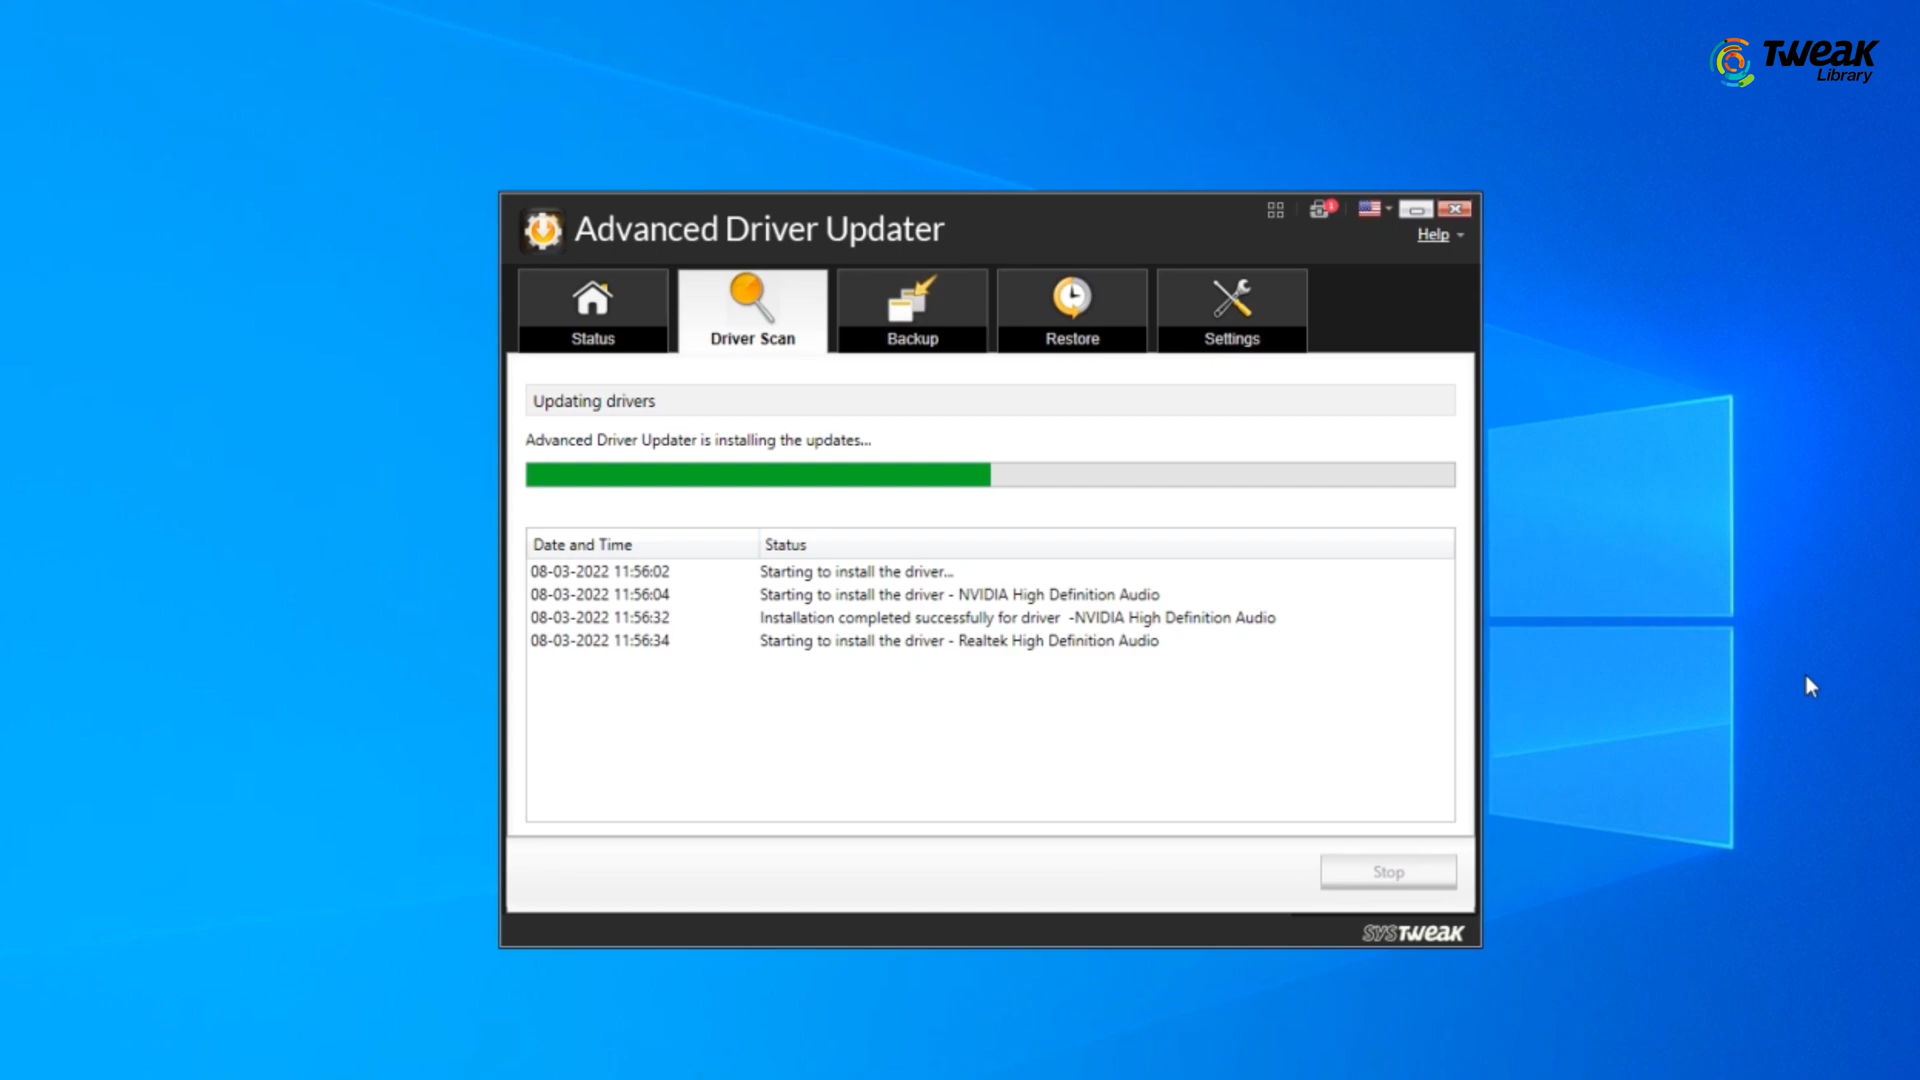 TWEAK
Library
Advanced Driver Updater
1
Help
Status
Driver Scan
Backup
Restore
Settings
Updating drivers
Advanced Driver Updater is installing the updates...
Date and Time Status
08-03-2022 11:56:02 Starting to install the driver...
08-03-2022 11:56:04 Starting to install the driver - NVIDIA High Definition Audio
08-03-2022 11:56:32 Installation completed successfully for driver -NVIDIA High Definition Audio
08-03-2022 11:56:34 Starting to install the driver - Realtek High Definition Audio
Stop
SYSTWEAK